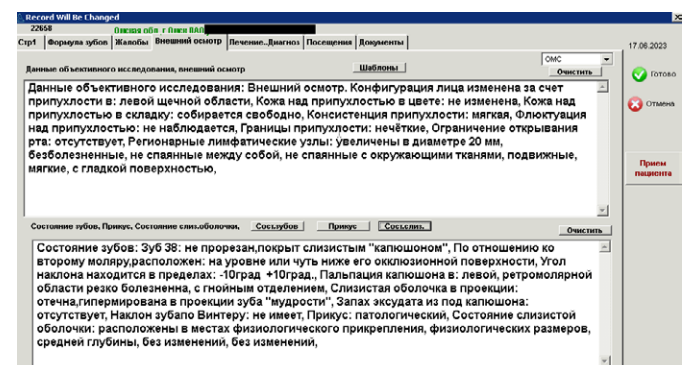 Record Will Be Changed
22658 Омская обл г Омск ВАО
Стр1 Формула зубов Жалобы Внешний осмотр Лечение..Диагноз Посещения Документы
17.06.2023
Данные объективного исследования, внешний осмотр Шаблоны ОМС
Очистить
Готово
Отмена
Прием
пациента
Данные объективного исследования: Внешний осмотр. Конфигурация лица изменена за счет
припухлости в: левой щечной области, Кожа над припухлостью в цвете: не изменена, Кожа над
припухлостью в складку: собирается свободно, Консистенция припухлости: мягкая, Флюктуация
над припухлостью: не наблюдается, Границы припухлости: нечёткие, Ограничение открывания
рта: отсутствует, Регионарные лимфатические узлы: увеличены в диаметре 20 мм,
безболезненные, не спаянные между собой, не спаянные с окружающими тканями, подвижные,
мягкие, с гладкой поверхностью,
Состояние зубов, Прикус, Состояние слиз.оболочки, Сост.зубов Прикус Сост.слиз. Очистить
Состояние зубов: Зуб 38: не прорезан,покрыт слизистым "капюшоном", По отношению ко
второму моляру,расположен: на уровне или чуть ниже его окклюзионной поверхности, Угол
наклона находится в пределах: -10град +10град., Пальпация капюшона в: левой, ретромолярной
области резко болезненна, с гнойным отделением, Слизистая оболочка в проекции:
отечна,гиперемирована в проекции зуба "мудрости", Запах эксудата из под капюшона:
отсутствует, Наклон зубапо Винтеру: не имеет, Прикус: патологический, Состояние слизистой
оболочки: расположены в местах физиологического прикрепления, физиологических размеров,
средней глубины, без изменений, без изменений,